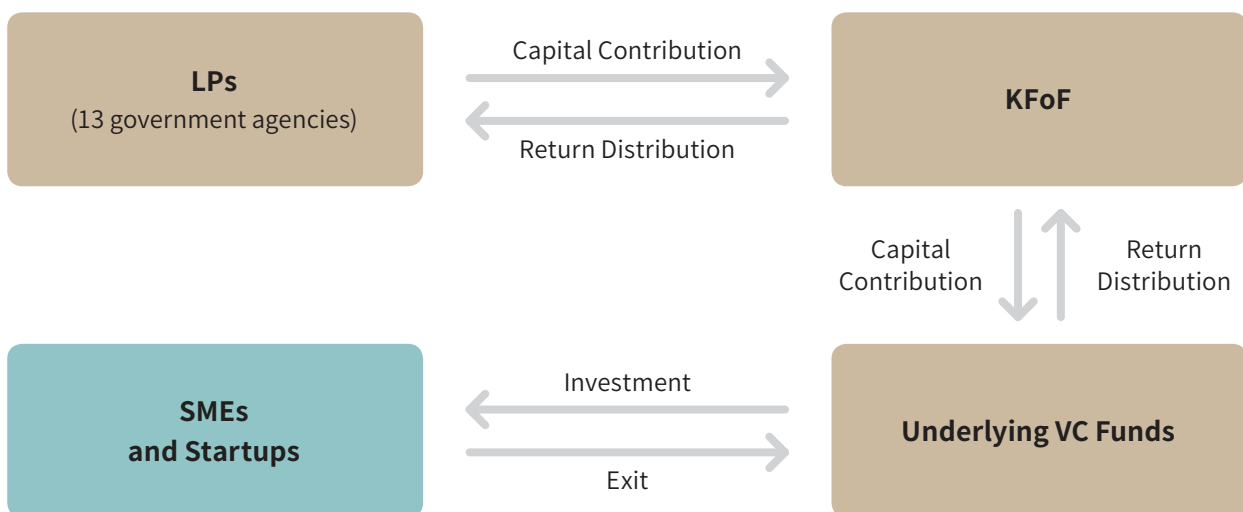 LPs
(13 government agencies)
Capital Contribution
Return Distribution
KFoF
Capital
Contribution
Return
Distribution
SMEs
and Startups
Investment
Exit
Underlying VC Funds